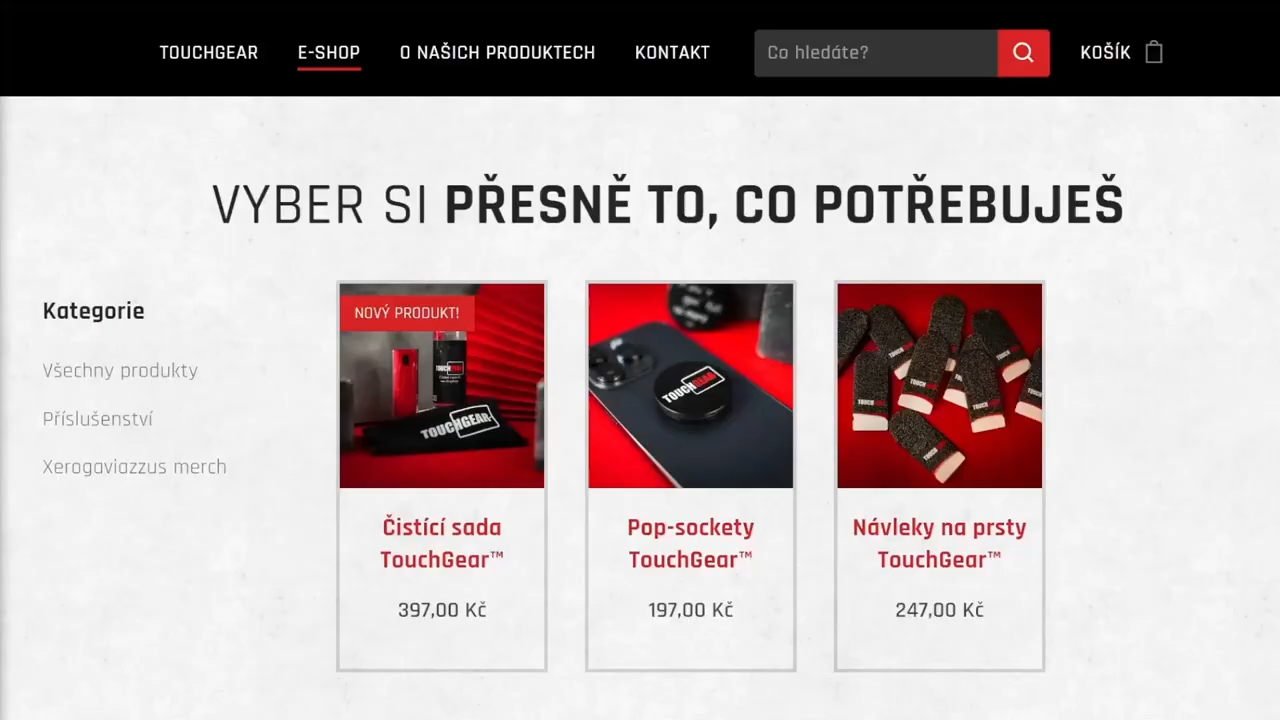 TOUCHGEAR E-SHOP O NAŠICH PRODUKTECH KONTAKT Co hledáte? KOŠÍK
VYBER SI PŘESNĚ TO, CO POTŘEBUJEŠ
Kategorie
Všechny produkty
Příslušenství
Xerogaviazzus merch
NOVÝ PRODUKT!
TOUCHGEAR
Čistící sada
TouchGear™
397,00 Kč
TOUCHGEAR
Pop-sockety
TouchGear™
197,00 Kč
Návleky na prsty
TouchGear™
247,00 Kč